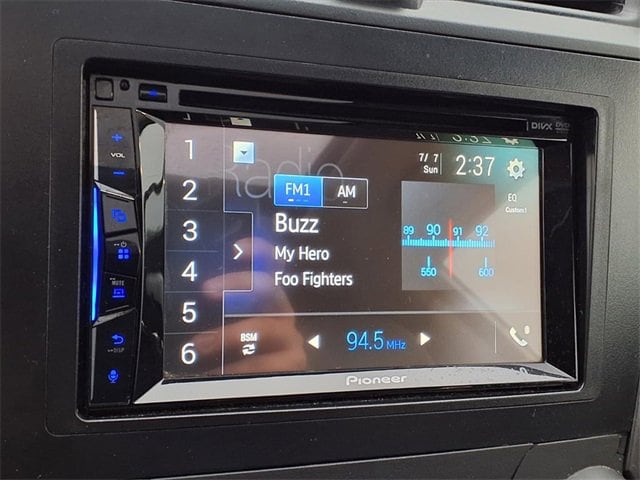 DIVX DVD
VOL
MUTE
DISP
1
2
3
4
5
6
Radio
7/ 7
Sun
2:37
FM1
AM
EQ
Custom1
Buzz
My Hero
Foo Fighters
89 90 91 92
550 600
BSM
94.5 MHz
Pioneer